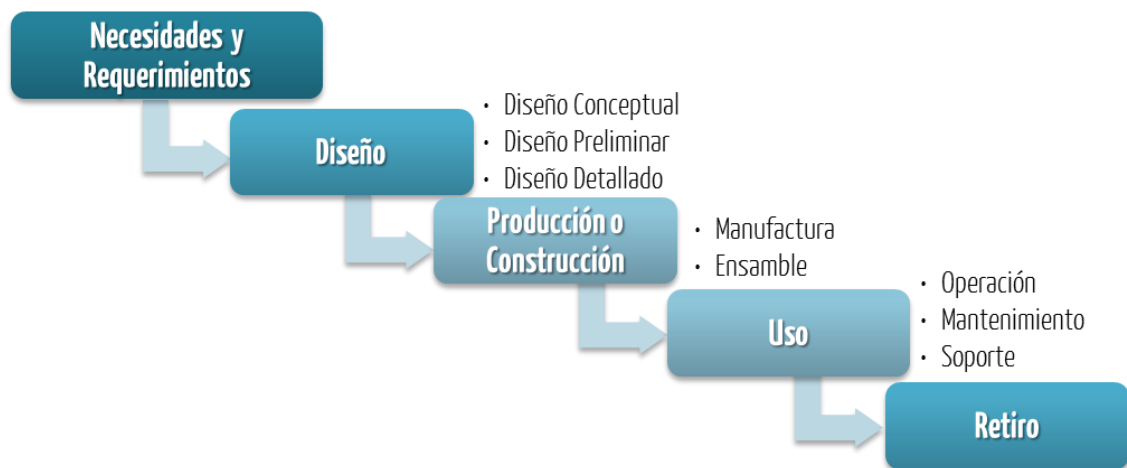 Necesidades y
Requerimientos
Diseño
• Diseño Conceptual
• Diseño Preliminar
• Diseño Detallado
Producción o
Construcción
• Manufactura
• Ensamble
Uso
• Operación
• Mantenimiento
• Soporte
Retiro